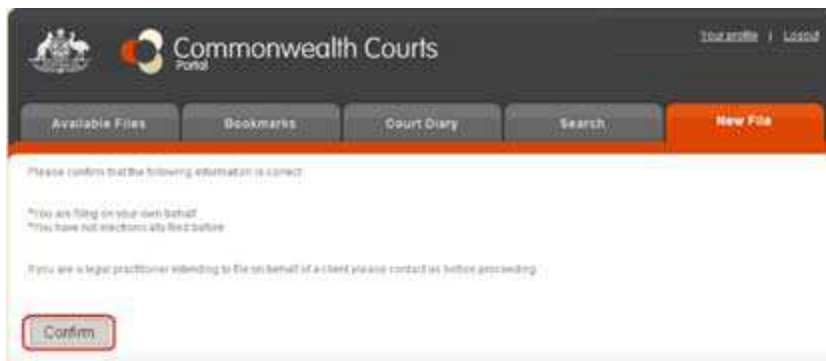 Your profile | Logout
Commonwealth Courts
Portal
Available Files
Bookmarks
Court Diary
Search
New File
Please confirm that the following information is correct:
*You are filing on your own behalf
*You have not electronically filed before
If you are a legal practitioner intending to file on behalf of a client please contact us before proceeding.
Confirm